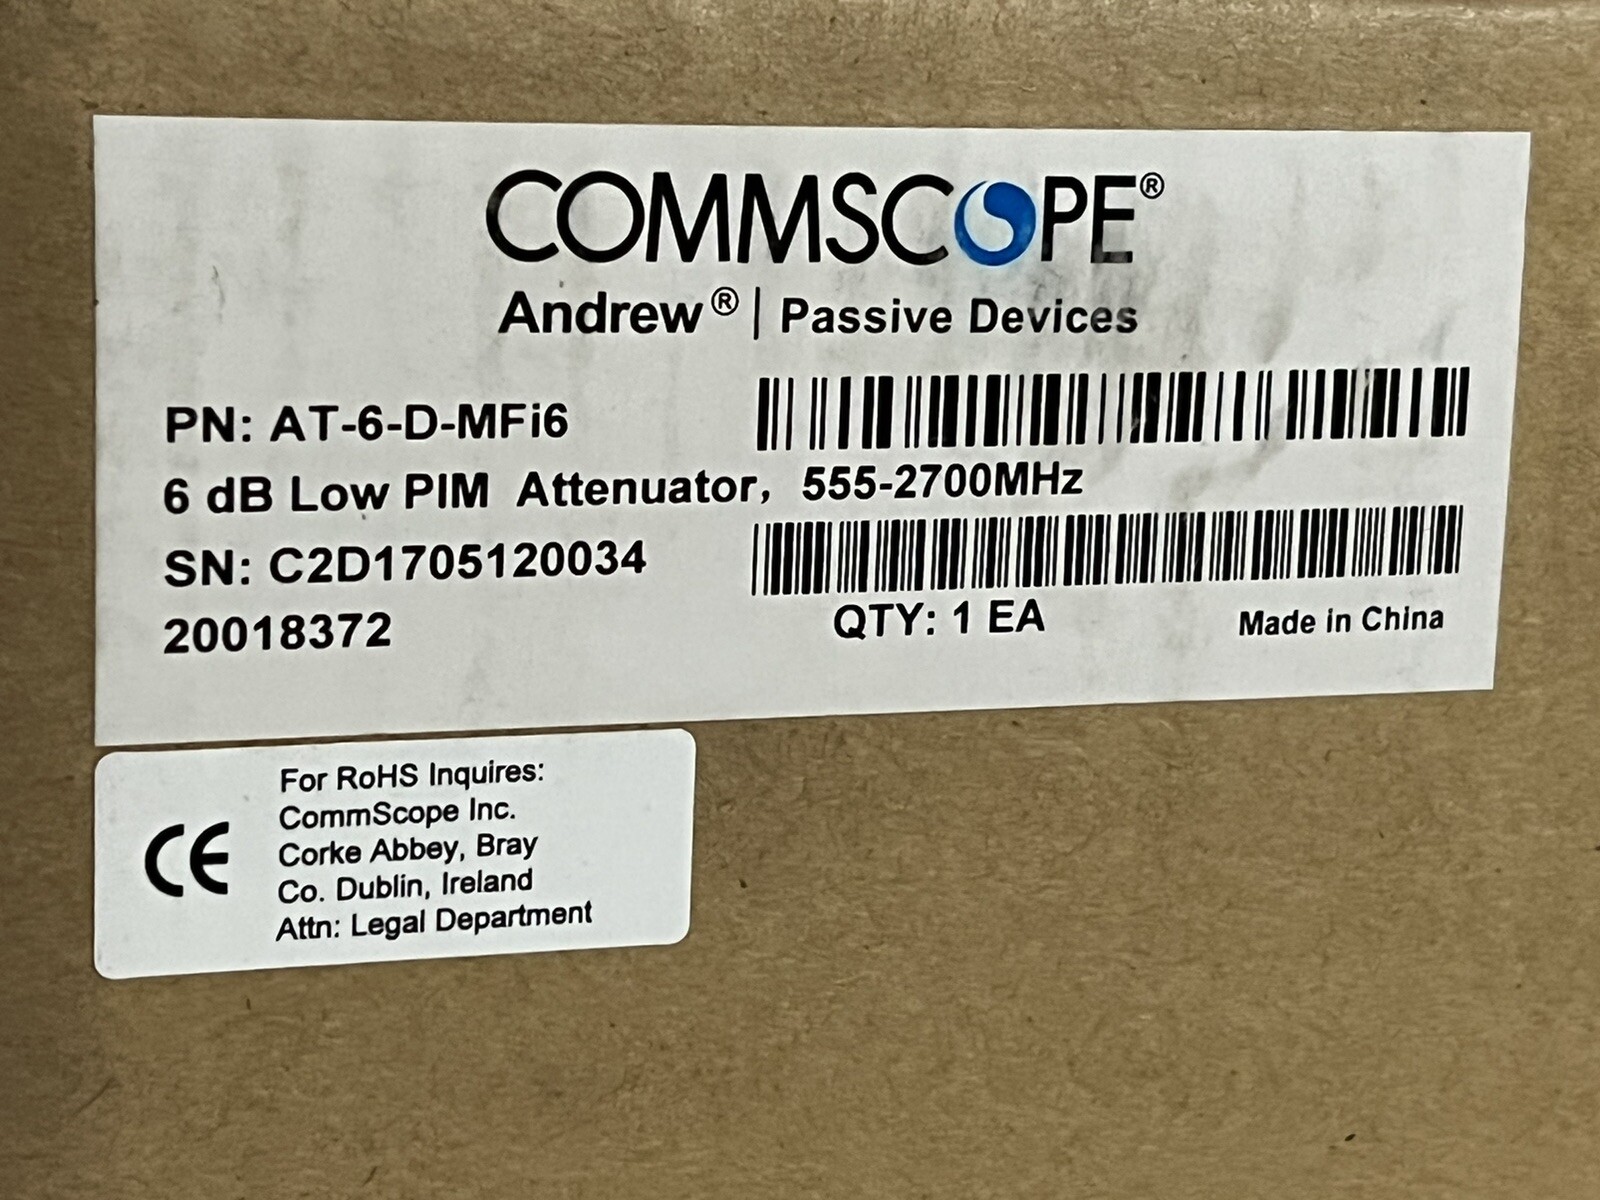 COMMSCOPE®
Andrew® | Passive Devices
PN: AT-6-D-MFi6
6 dB Low PIM Attenuator, 555-2700MHz
SN: C2D1705120034
20018372
QTY: 1 EA
Made in China
CE
For RoHS Inquires:
CommScope Inc.
Corke Abbey, Bray
Co. Dublin, Ireland
Attn: Legal Department